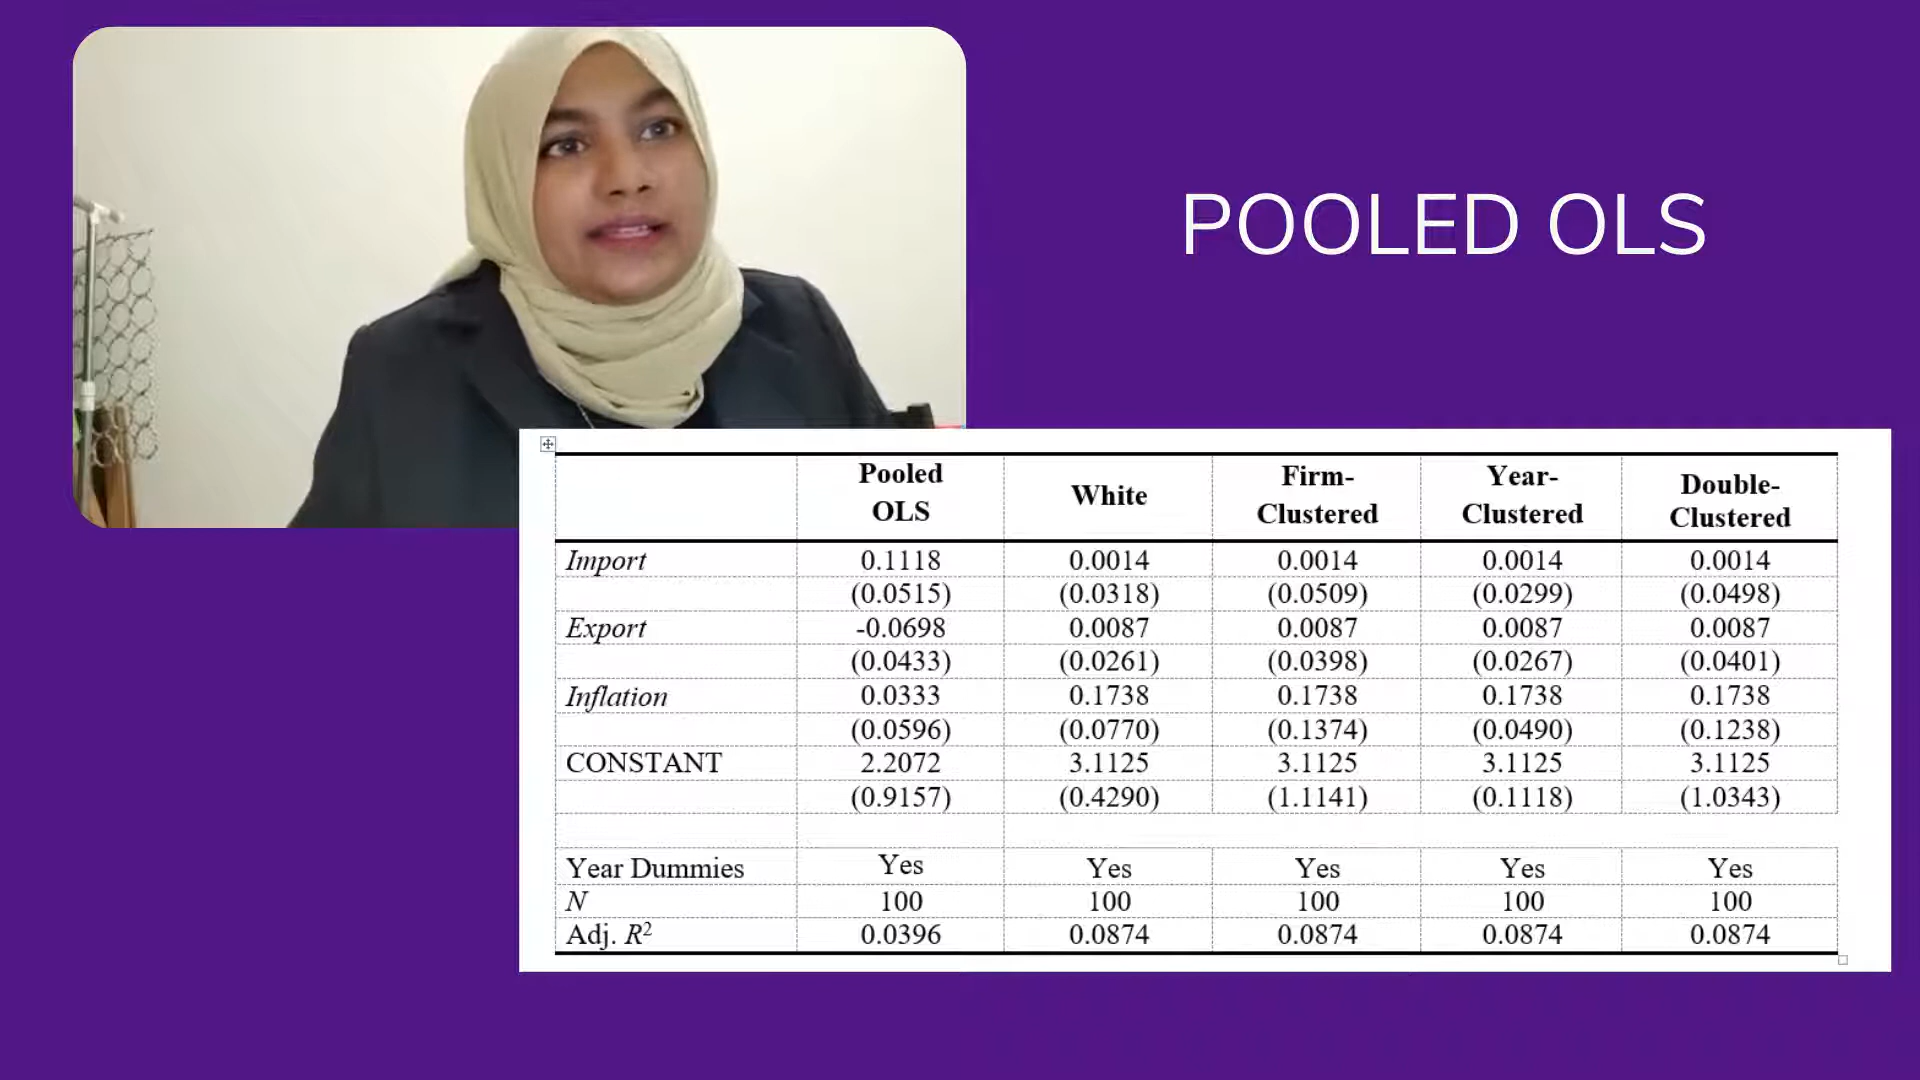 POOLED OLS
Pooled OLS White Firm-Clustered Year-Clustered Double-Clustered
Import 0.1118 0.0014 0.0014 0.0014 0.0014
(0.0515) (0.0318) (0.0509) (0.0299) (0.0498)
Export -0.0698 0.0087 0.0087 0.0087 0.0087
(0.0433) (0.0261) (0.0398) (0.0267) (0.0401)
Inflation 0.0333 0.1738 0.1738 0.1738 0.1738
(0.0596) (0.0770) (0.1374) (0.0490) (0.1238)
CONSTANT 2.2072 3.1125 3.1125 3.1125 3.1125
(0.9157) (0.4290) (1.1141) (0.1118) (1.0343)
Year Dummies Yes Yes Yes Yes Yes
N 100 100 100 100 100
Adj. R² 0.0396 0.0874 0.0874 0.0874 0.0874